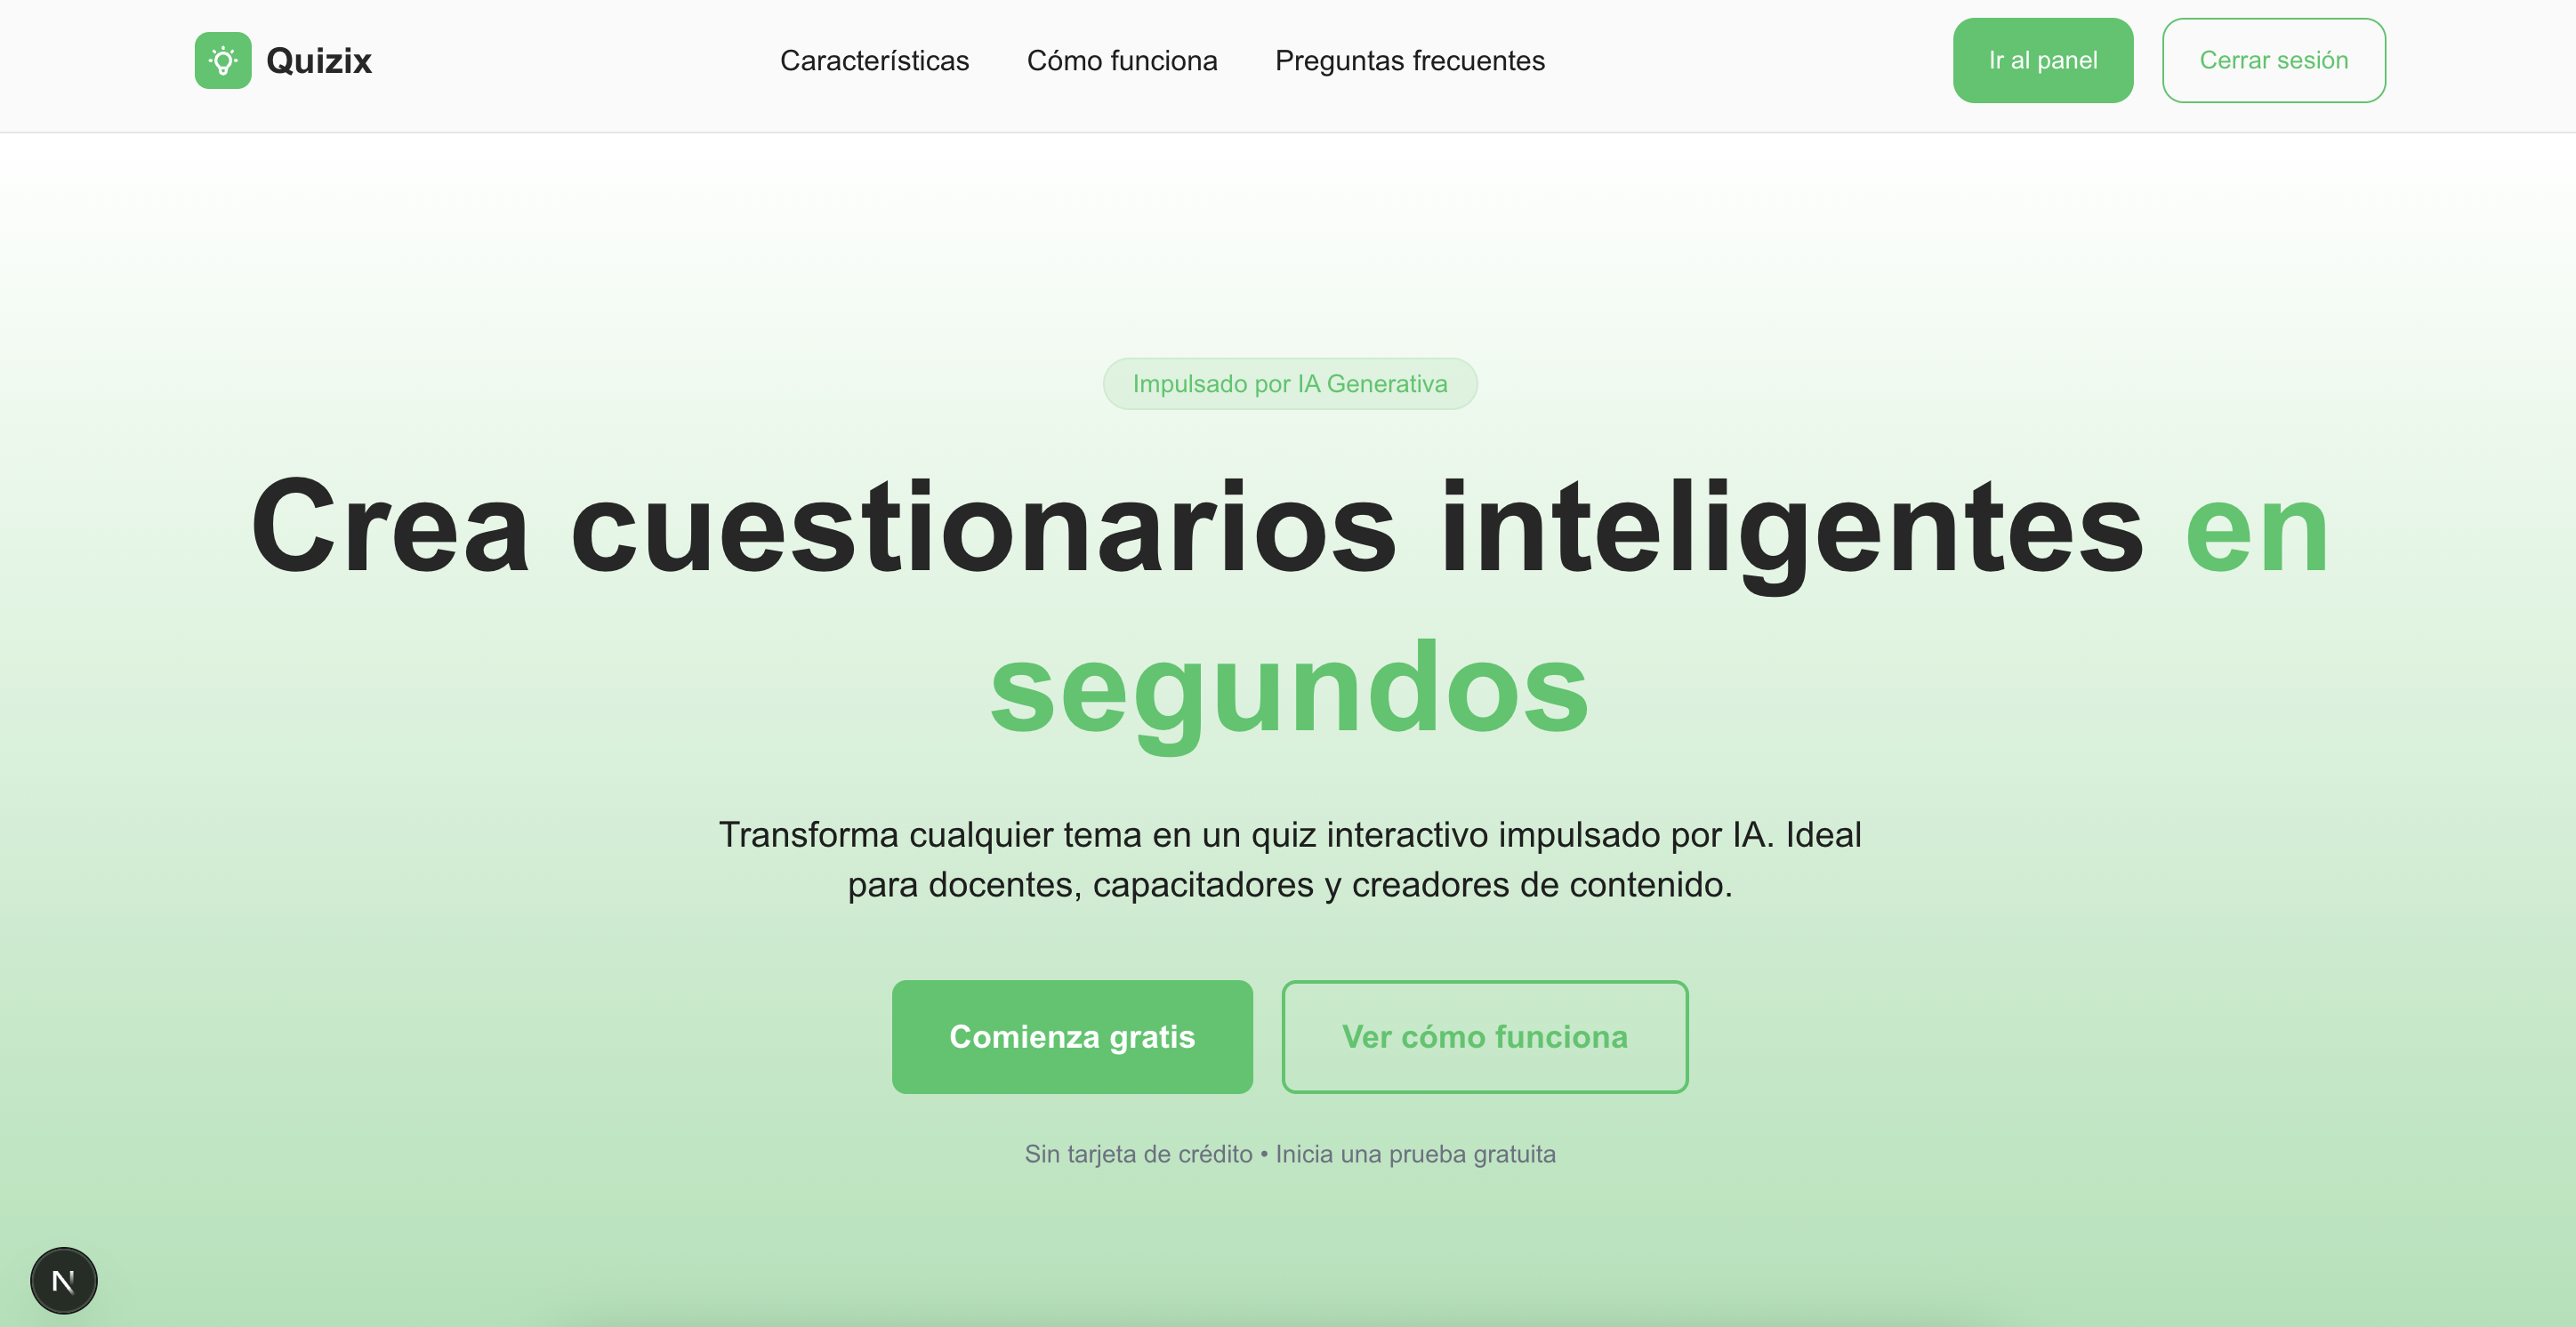 Quizix
Características
Cómo funciona
Preguntas frecuentes
Ir al panel
Cerrar sesión
Impulsado por IA Generativa
Crea cuestionarios inteligentes en
segundos
Transforma cualquier tema en un quiz interactivo impulsado por IA. Ideal
para docentes, capacitadores y creadores de contenido.
Comienza gratis
Ver cómo funciona
Sin tarjeta de crédito • Inicia una prueba gratuita
N